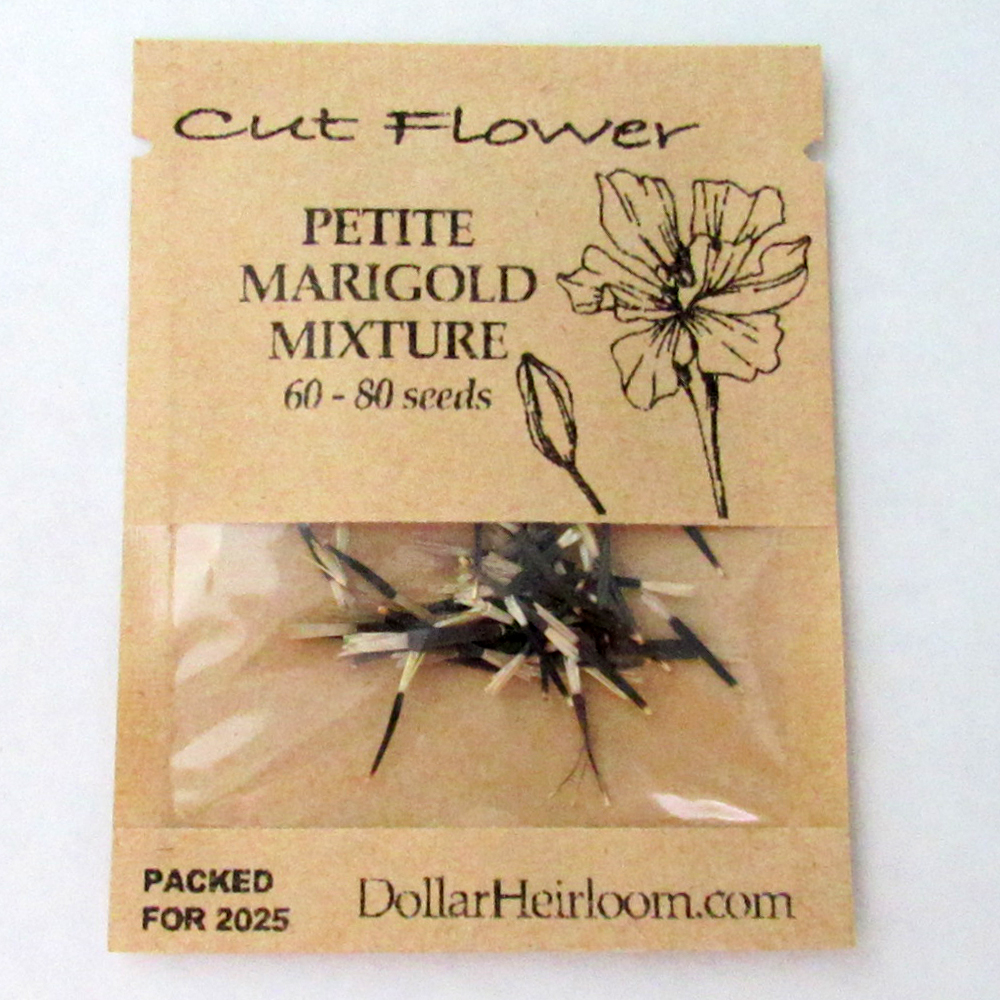 Cut Flower
PETITE
MARIGOLD
MIXTURE
60 - 80 seeds
PACKED
FOR 2025
DollarHeirloom.com